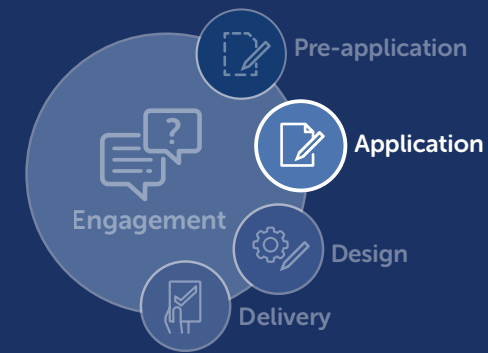 Pre-application
?
Application
Engagement
Design
Delivery